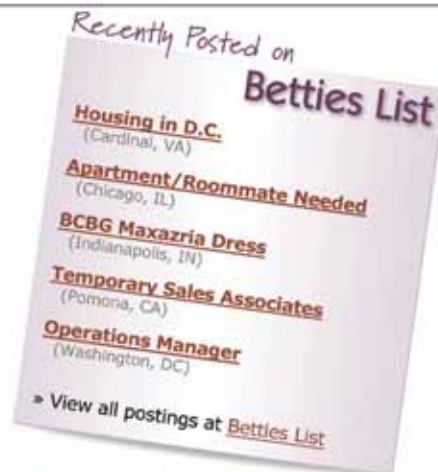 Recently Posted on
Betties List
Housing in D.C.
(Cardinal, VA)
Apartment/Roommate Needed
(Chicago, IL)
BCBG Maxazria Dress
(Indianapolis, IN)
Temporary Sales Associates
(Pomona, CA)
Operations Manager
(Washington, DC)
» View all postings at Betties List